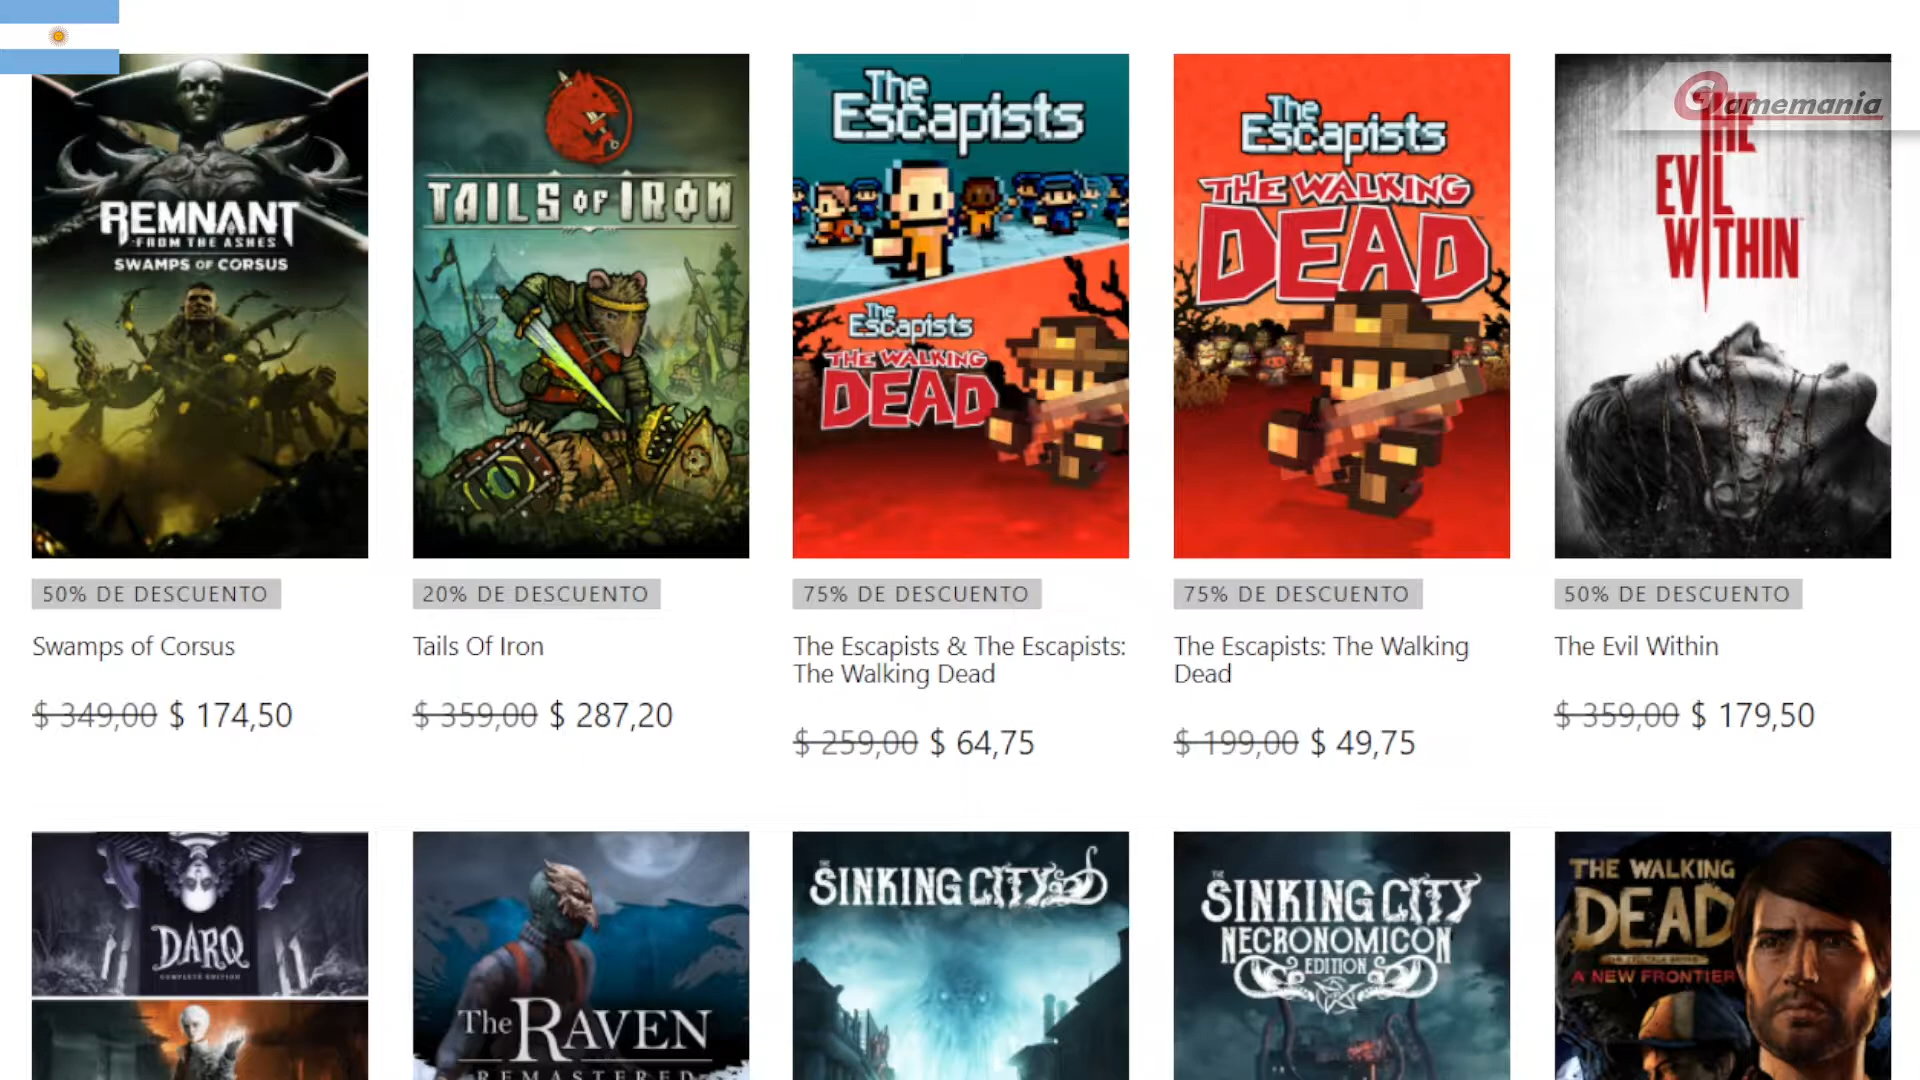 Gamemania
REMNANT
FROM THE ASHES
SWAMPS OF CORSUS
50% DE DESCUENTO
Swamps of Corsus
$ 349,00 $ 174,50
TAILS OF IRON
20% DE DESCUENTO
Tails Of Iron
$ 359,00 $ 287,20
The
Escapists
The
Escapists
THE WALKING
DEAD
75% DE DESCUENTO
The Escapists & The Escapists:
The Walking Dead
$ 259,00 $ 64,75
The
Escapists
THE WALKING
DEAD
75% DE DESCUENTO
The Escapists: The Walking
Dead
$ 199,00 $ 49,75
THE
EVIL
WITHIN
50% DE DESCUENTO
The Evil Within
$ 359,00 $ 179,50
DARQ
COMPLETE EDITION
The RAVEN
REMASTERED
THE
SINKING CITY
THE
SINKING CITY
NECRONOMICON
EDITION
THE WALKING
DEAD
A NEW FRONTIER